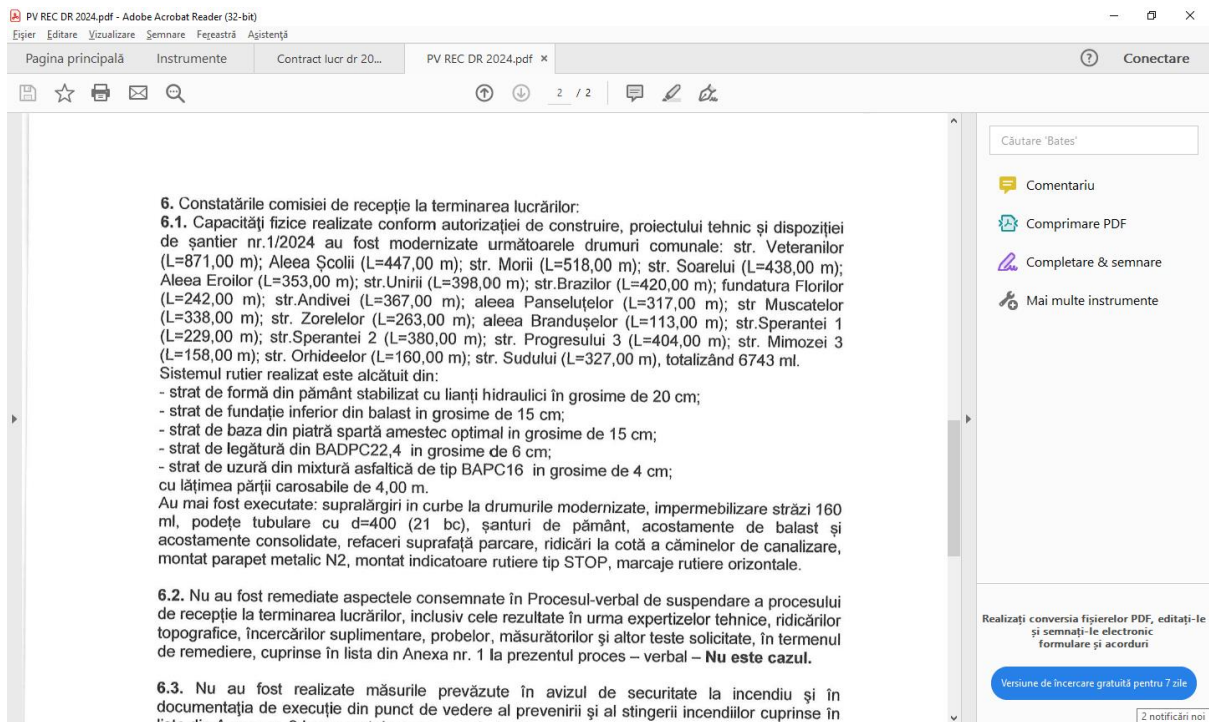 PV REC DR 2024.pdf - Adobe Acrobat Reader (32-bit)
Fișier Editare Vizualizare Semnare Fereastră Asistență
Pagina principală Instrumente Contract lucr dr 20... PV REC DR 2024.pdf ×
Conectare
2 / 2
Căutare 'Bates'
Comentariu
Comprimare PDF
Completare & semnare
Mai multe instrumente
6. Constatările comisiei de recepție la terminarea lucrărilor:
6.1. Capacități fizice realizate conform autorizației de construire, proiectului tehnic și dispoziției
de șantier nr.1/2024 au fost modernizate următoarele drumuri comunale: str. Veteranilor
(L=871,00 m); Aleea Școlii (L=447,00 m); str. Morii (L=518,00 m); str. Soarelui (L=438,00 m);
Aleea Eroilor (L=353,00 m); str.Unirii (L=398,00 m); str.Brazilor (L=420,00 m); fundatura Florilor
(L=242,00 m); str.Andivei (L=367,00 m); aleea Panseluțelor (L=317,00 m); str Muscatelor
(L=338,00 m); str. Zorelelor (L=263,00 m); aleea Brandușelor (L=113,00 m); str.Sperantei 1
(L=229,00 m); str.Sperantei 2 (L=380,00 m); str. Progresului 3 (L=404,00 m); str. Mimozei 3
(L=158,00 m); str. Orhideelor (L=160,00 m); str. Sudului (L=327,00 m), totalizând 6743 ml.
Sistemul rutier realizat este alcătuit din:
- strat de formă din pământ stabilizat cu lianți hidraulici în grosime de 20 cm;
- strat de fundație inferior din balast in grosime de 15 cm;
- strat de baza din piatră spartă amestec optimal in grosime de 15 cm;
- strat de legătură din BADPC22,4 in grosime de 6 cm;
- strat de uzură din mixtură asfaltică de tip BAPC16 in grosime de 4 cm;
cu lățimea părții carosabile de 4,00 m.
Au mai fost executate: supralărgiri in curbe la drumurile modernizate, impermebilizare străzi 160
ml, podețe tubulare cu d=400 (21 bc), șanturi de pământ, acostamente de balast și
acostamente consolidate, refaceri suprafață parcare, ridicări la cotă a căminelor de canalizare,
montat parapet metalic N2, montat indicatoare rutiere tip STOP, marcaje rutiere orizontale.
6.2. Nu au fost remediate aspectele consemnate în Procesul-verbal de suspendare a procesului
de recepție la terminarea lucrărilor, inclusiv cele rezultate în urma expertizelor tehnice, ridicărilor
topografice, încercărilor suplimentare, probelor, măsurătorilor și altor teste solicitate, în termenul
de remediere, cuprinse în lista din Anexa nr. 1 la prezentul proces – verbal – Nu este cazul.
6.3. Nu au fost realizate măsurile prevăzute în avizul de securitate la incendiu și în
documentația de execuție din punct de vedere al prevenirii și al stingerii incendiilor cuprinse în
Realizați conversia fișierelor PDF, editați-le
și semnați-le electronic
formulare și acorduri
Versiune de încercare gratuită pentru 7 zile
2 notificări noi